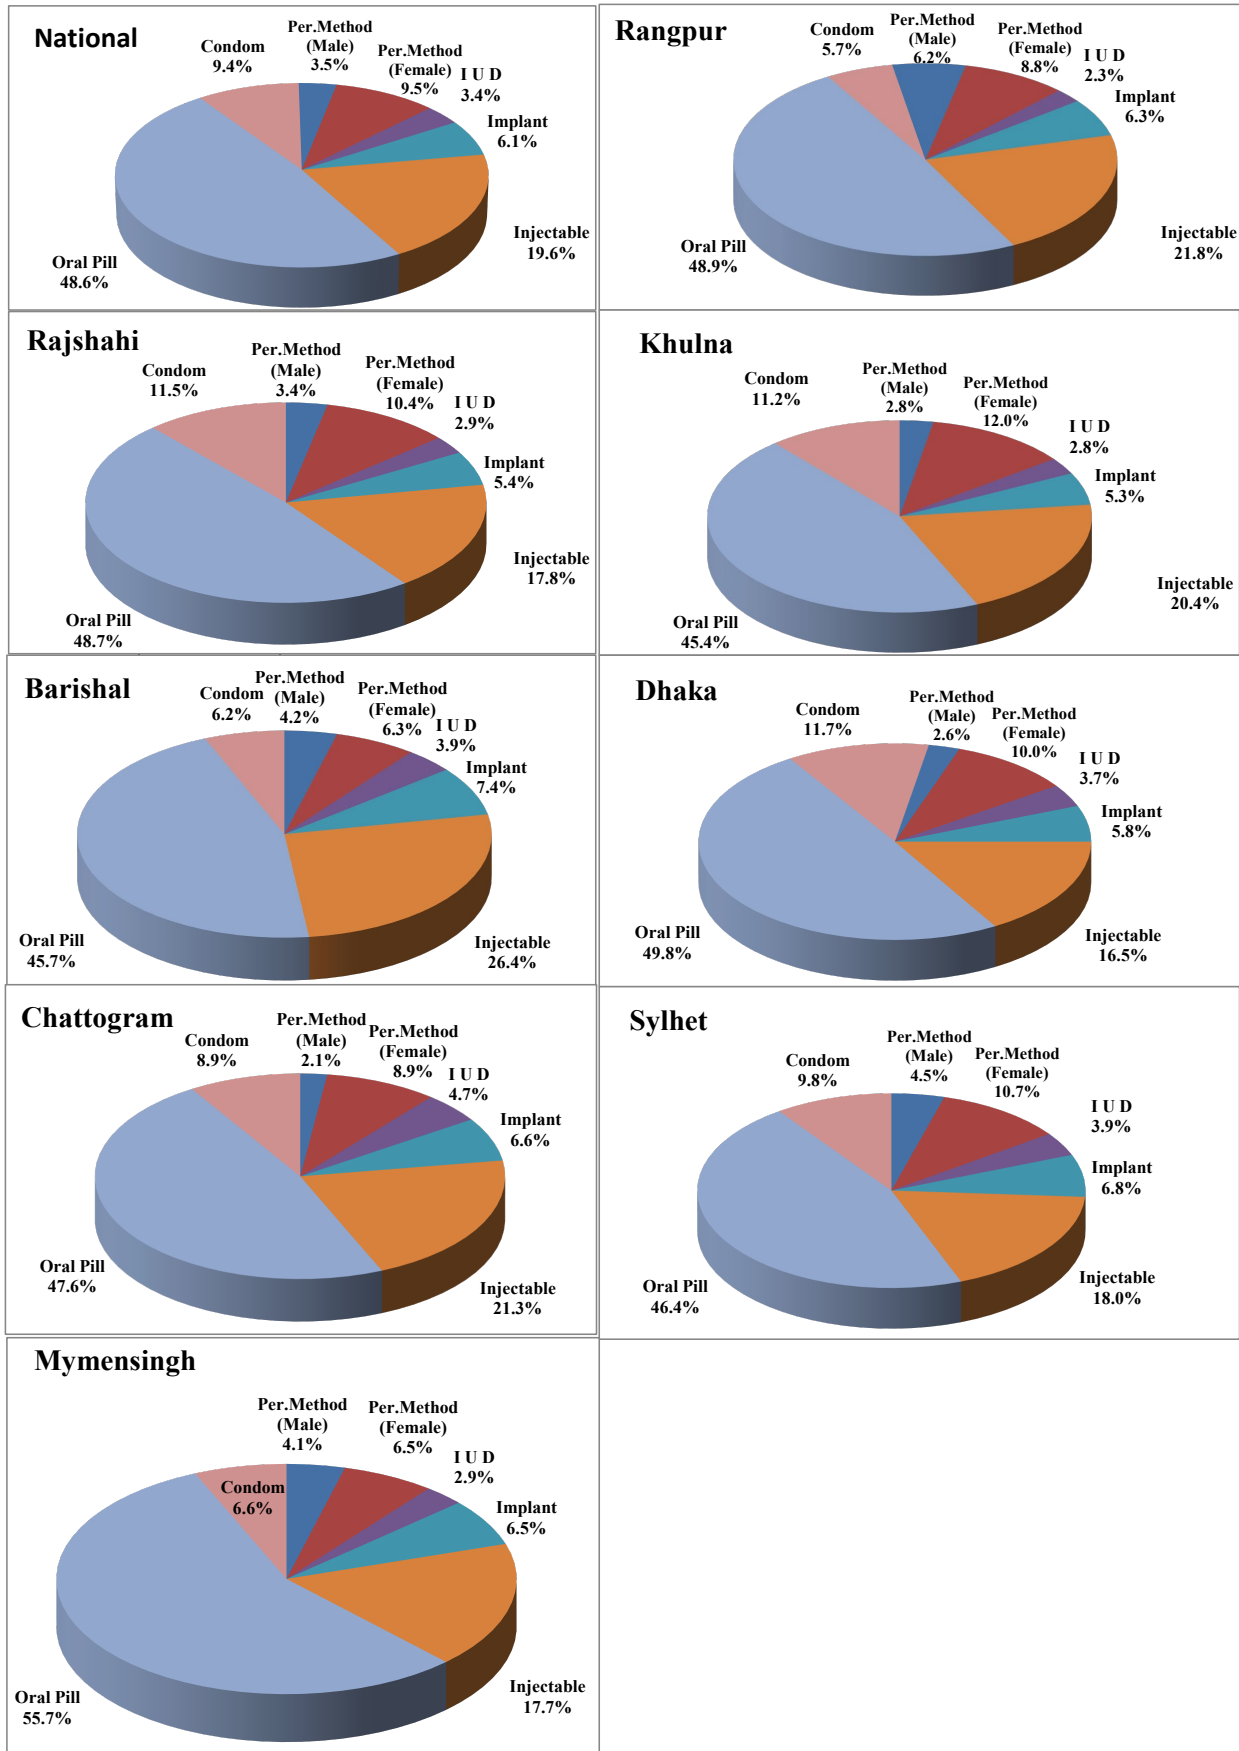 National
Condom
9.4%
Per.Method
(Male)
3.5%
Per.Method
(Female)
9.5%
I U D
3.4%
Implant
6.1%
Injectable
19.6%
Oral Pill
48.6%
Rangpur
Condom
5.7%
Per.Method
(Male)
6.2%
Per.Method
(Female)
8.8%
I U D
2.3%
Implant
6.3%
Injectable
21.8%
Oral Pill
48.9%
Rajshahi
Condom
11.5%
Per.Method
(Male)
3.4%
Per.Method
(Female)
10.4%
I U D
2.9%
Implant
5.4%
Injectable
17.8%
Oral Pill
48.7%
Khulna
Condom
11.2%
Per.Method
(Male)
2.8%
Per.Method
(Female)
12.0%
I U D
2.8%
Implant
5.3%
Injectable
20.4%
Oral Pill
45.4%
Barishal
Condom
6.2%
Per.Method
(Male)
4.2%
Per.Method
(Female)
6.3%
I U D
3.9%
Implant
7.4%
Injectable
26.4%
Oral Pill
45.7%
Dhaka
Condom
11.7%
Per.Method
(Male)
2.6%
Per.Method
(Female)
10.0%
I U D
3.7%
Implant
5.8%
Injectable
16.5%
Oral Pill
49.8%
Chattogram
Condom
8.9%
Per.Method
(Male)
2.1%
Per.Method
(Female)
8.9%
I U D
4.7%
Implant
6.6%
Injectable
21.3%
Oral Pill
47.6%
Sylhet
Condom
9.8%
Per.Method
(Male)
4.5%
Per.Method
(Female)
10.7%
I U D
3.9%
Implant
6.8%
Injectable
18.0%
Oral Pill
46.4%
Mymensingh
Condom
6.6%
Per.Method
(Male)
4.1%
Per.Method
(Female)
6.5%
I U D
2.9%
Implant
6.5%
Injectable
17.7%
Oral Pill
55.7%